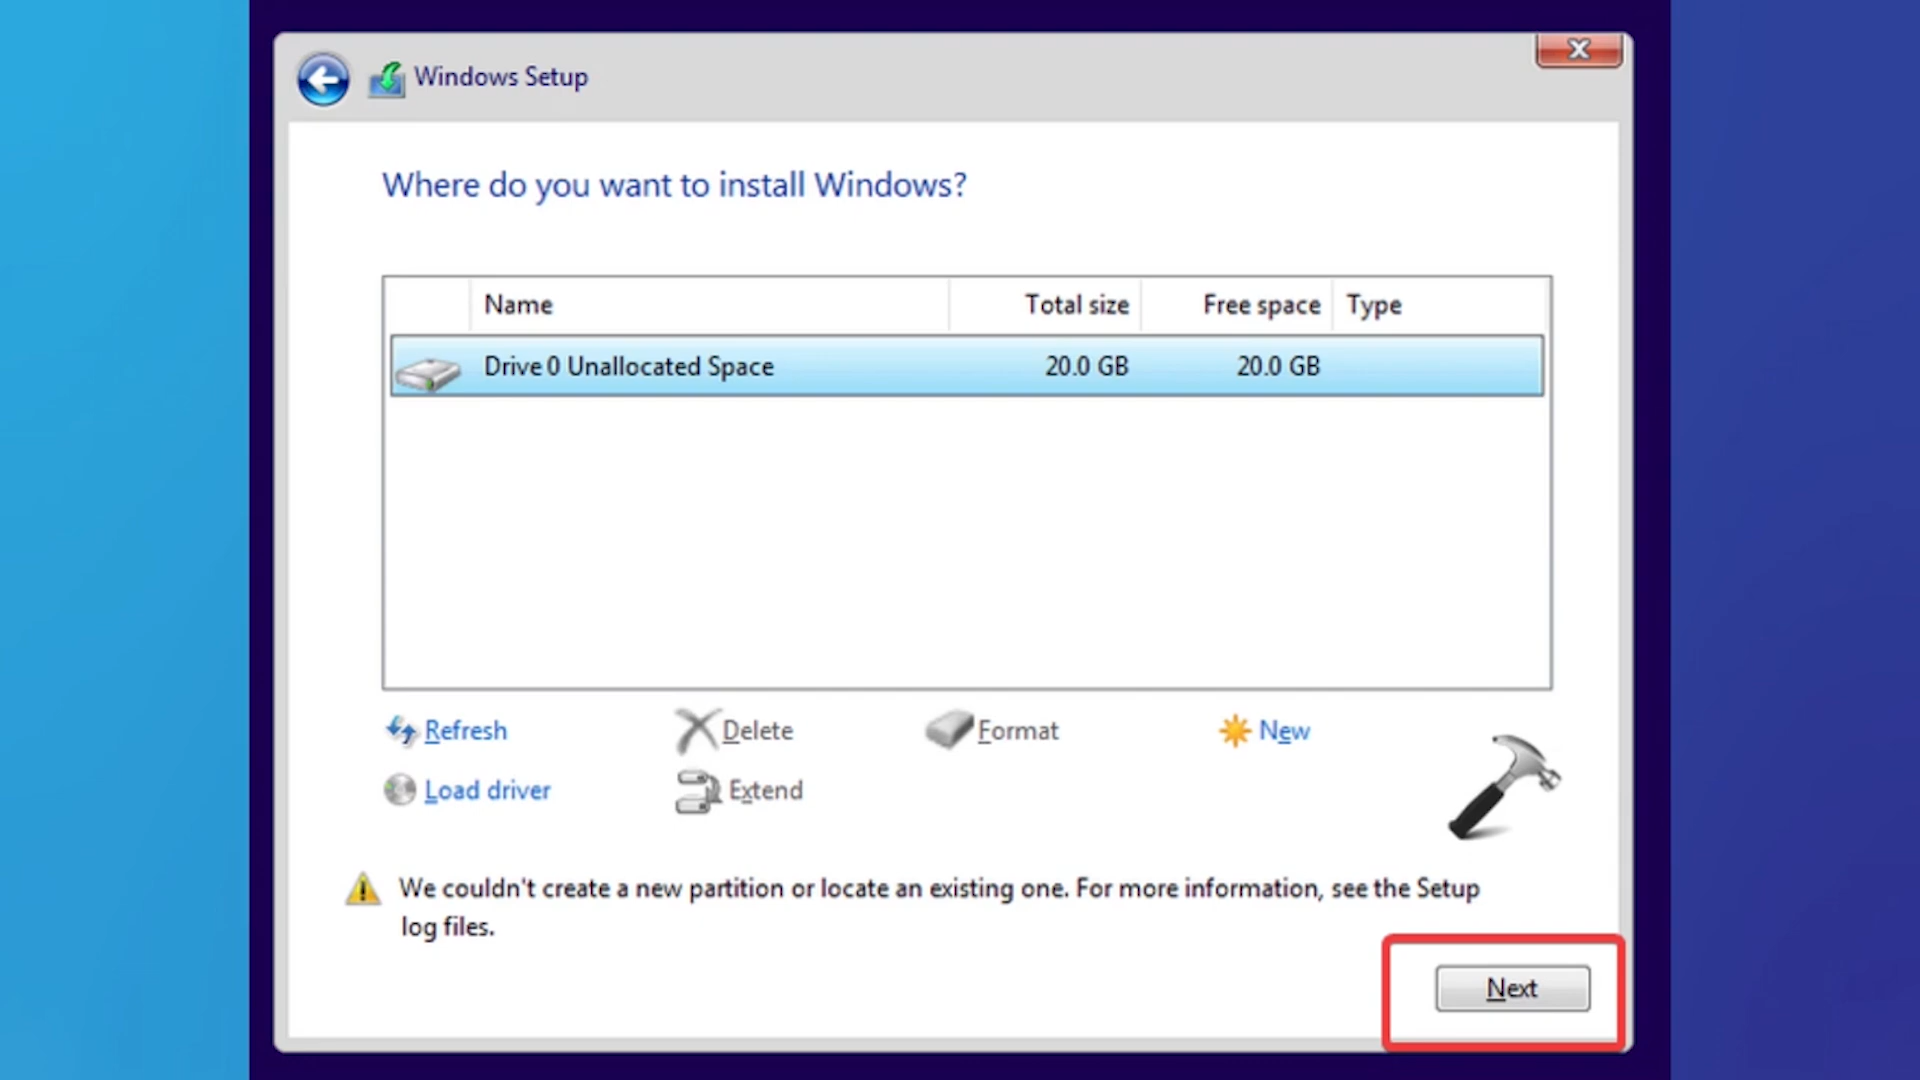 Windows Setup
Where do you want to install Windows?
Name Total size Free space Type
Drive 0 Unallocated Space 20.0 GB 20.0 GB
Refresh Delete Format New
Load driver Extend
We couldn't create a new partition or locate an existing one. For more information, see the Setup
log files.
Next